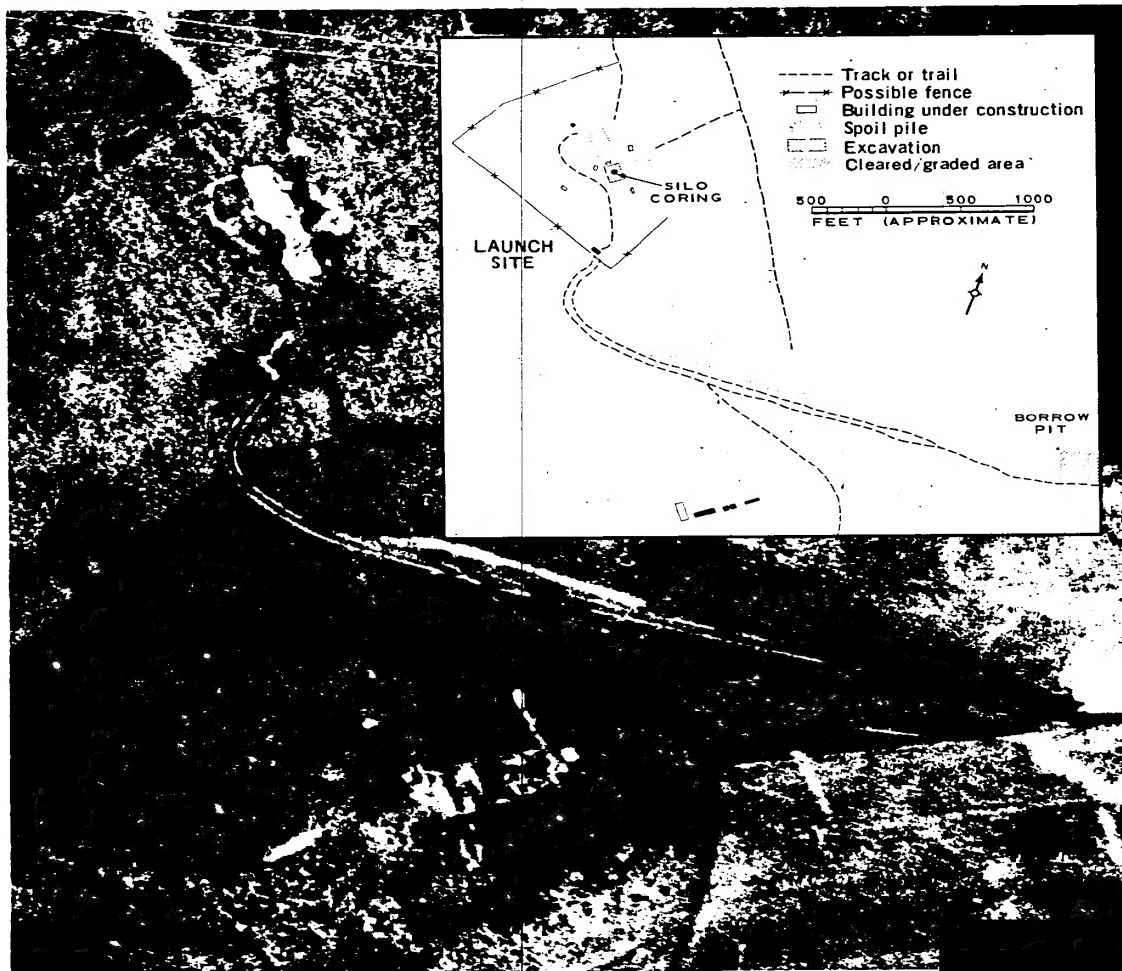 Track or trail
Possible fence
Building under construction
Spoil pile
Excavation
Cleared/graded area
500 0 500 1000
FEET (APPROXIMATE)
N
SILO
CORING
LAUNCH
SITE
BORROW
PIT